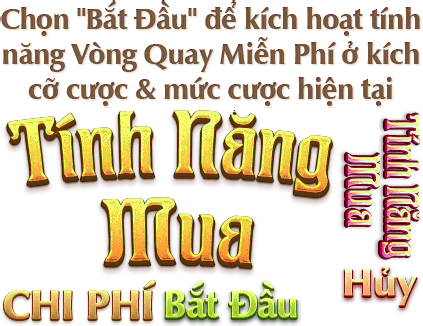 Chọn "Bắt Đầu" để kích hoạt tính
năng Vòng Quay Miễn Phí ở kích
cỡ cược & mức cược hiện tại
Tính Năng
Mua
Tính Năng
Mua
Hủy
CHI PHÍ Bắt Đầu